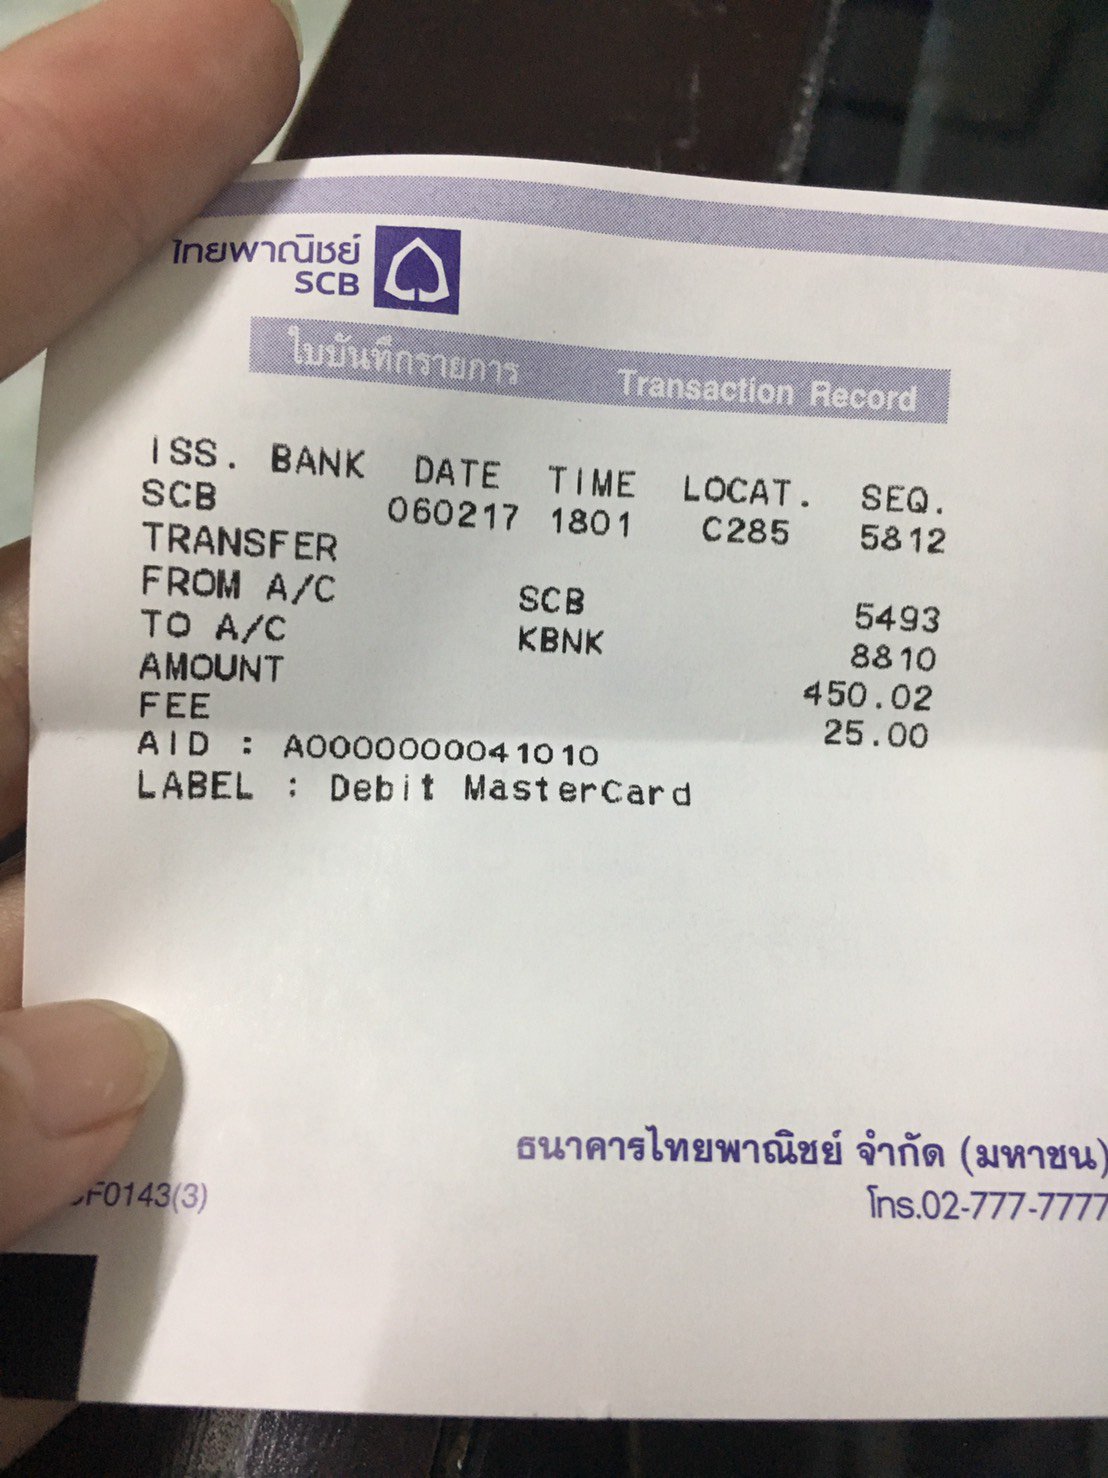 ไทยพาณิชย์
SCB
ใบบันทึกรายการ Transaction Record
ISS. BANK DATE TIME LOCAT. SEQ.
SCB 060217 1801 C285 5812
TRANSFER
FROM A/C SCB 5493
TO A/C KBNK 8810
AMOUNT 450.02
FEE 25.00
AID : A0000000041010
LABEL : Debit MasterCard
ธนาคารไทยพาณิชย์ จำกัด (มหาชน)
F0143(3) โทร.02-777-7777